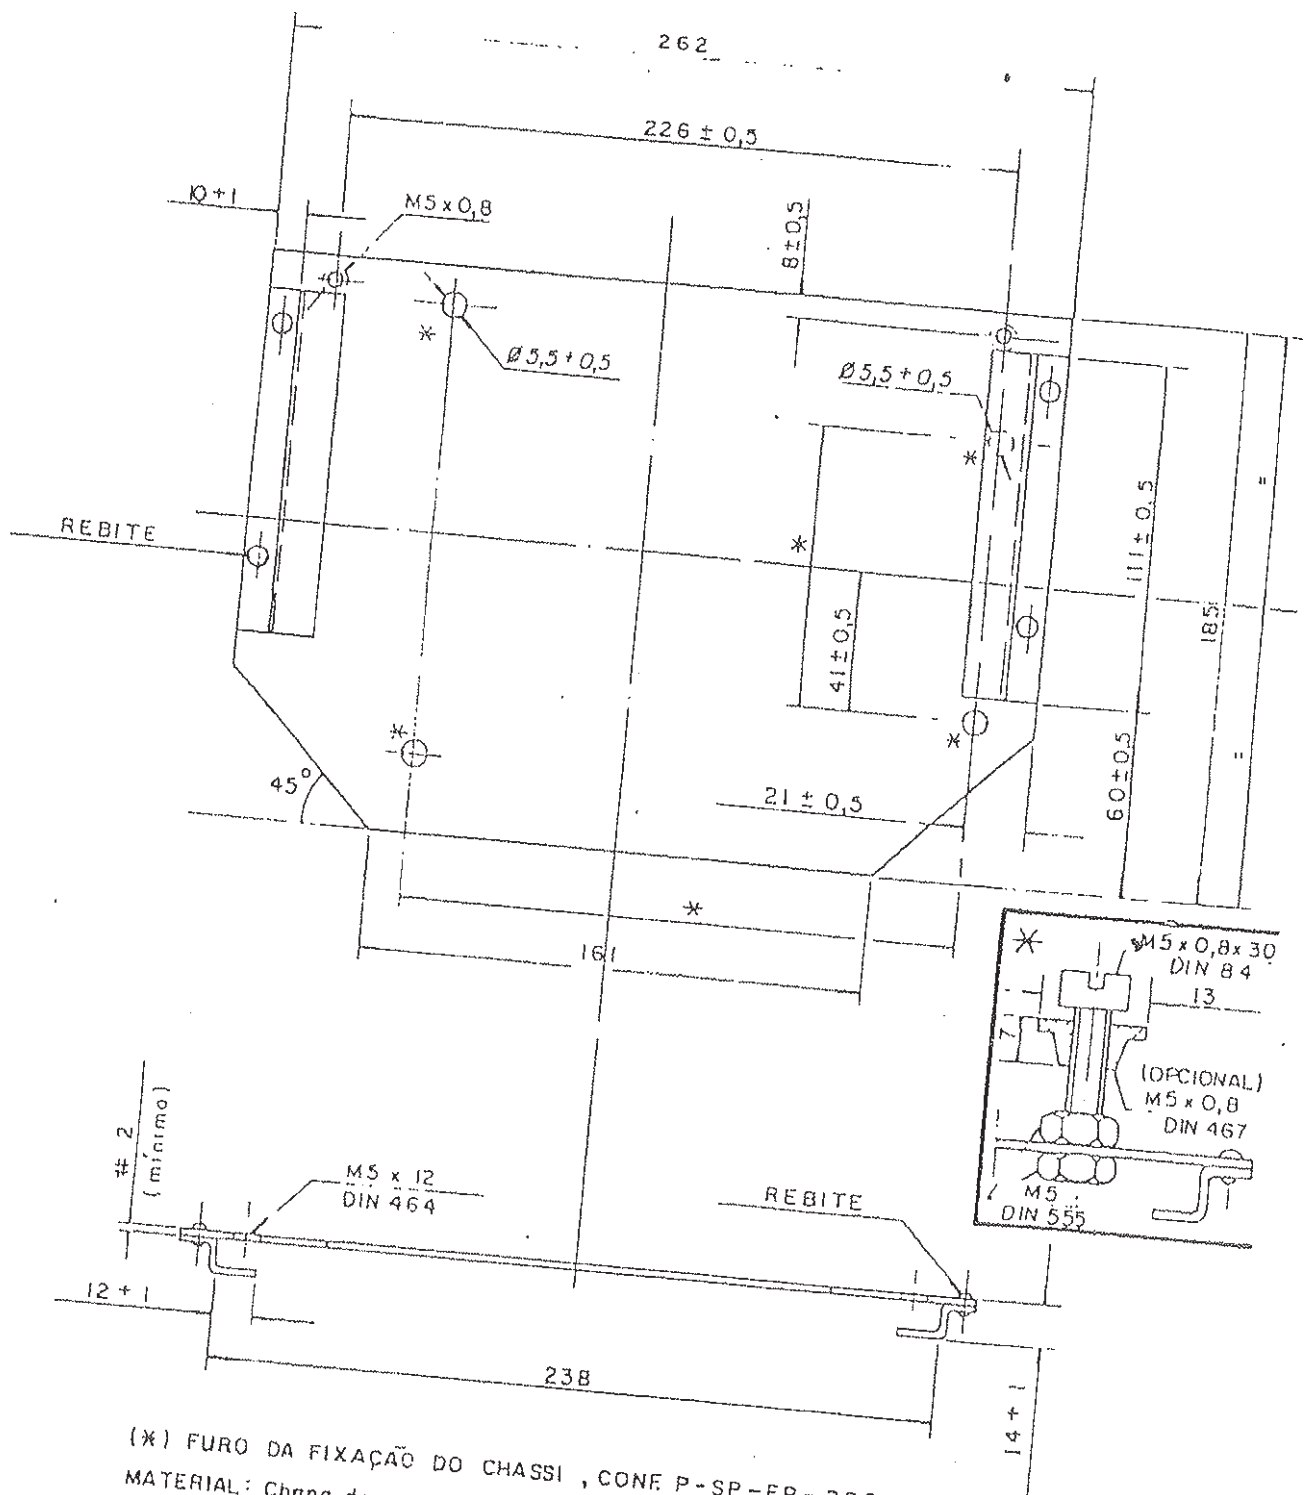 262
226 ± 0,5
10 + 1
M5 x 0,8
8 ± 0,5
*
Ø 5,5 + 0,5
Ø 5,5 + 0,5
*
REBITE
*
111 ± 0,5
=
41 ± 0,5
185
*
*
45°
21 ± 0,5
60 ± 0,5
=
*
161
*
M5 x 0,8 x 30
DIN 84
13
7
(OPCIONAL)
M5 x 0,8
DIN 467
M5
DIN 555
# 2
(mínimo)
M5 x 12
DIN 464
REBITE
12 + 1
238
14 + 1
(*) FURO DA FIXAÇÃO DO CHASSI , CONF. P-SP-EP-
MATERIAL: Chapa